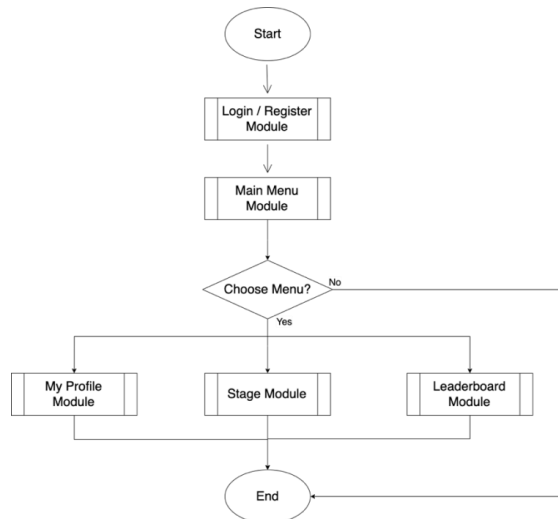 Start
Login / Register
Module
Main Menu
Module
Choose Menu?
No
Yes
My Profile
Module
Stage Module
Leaderboard
Module
End